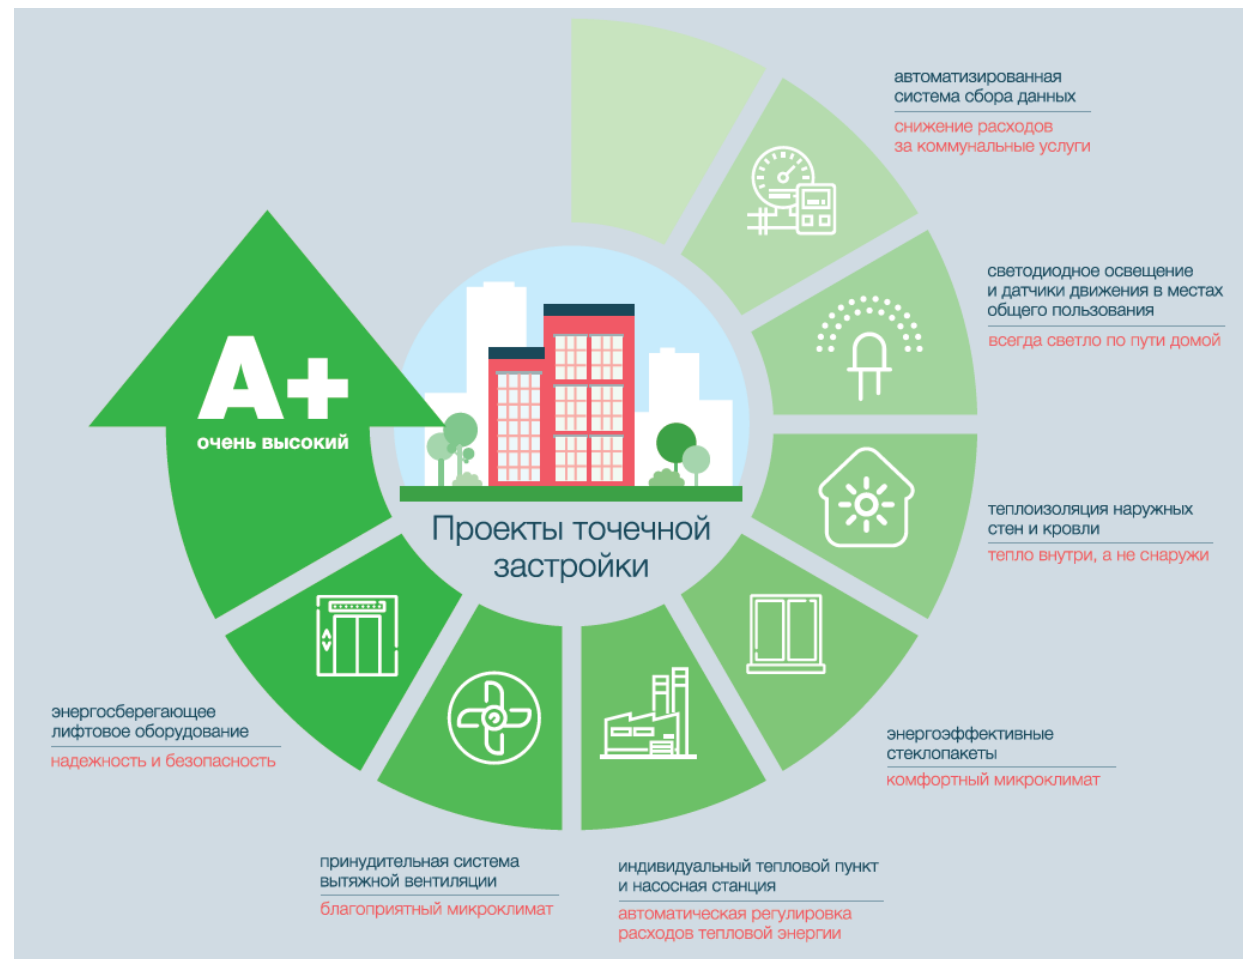 автоматизированная
система сбора данных
снижение расходов
за коммунальные услуги
светодиодное освещение
и датчики движения в местах
общего пользования
всегда светло по пути домой
теплоизоляция наружных
стен и кровли
тепло внутри, а не снаружи
энергоэффективные
стеклопакеты
комфортный микроклимат
индивидуальный тепловой пункт
и насосная станция
автоматическая регулировка
расходов тепловой энергии
принудительная система
вытяжной вентиляции
благоприятный микроклимат
энергосберегающее
лифтовое оборудование
надежность и безопасность
A+
очень высокий
Проекты точечной
застройки